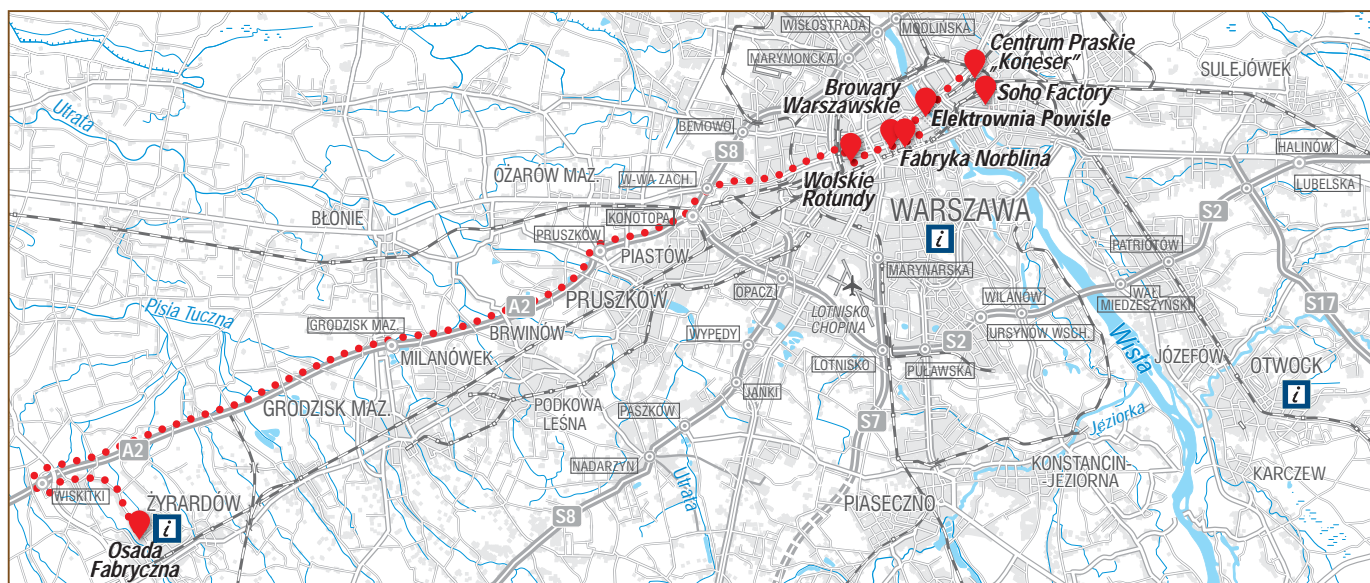 WISŁOSTRADA
MODLIŃSKA
MARYMONCKA
Centrum Praskie
„Koneser”
SULEJÓWEK
Browary
Warszawskie
Soho Factory
Utrata
BEMOWO
Elektrownia Powiśle
S8
Fabryka Norblina
HALINÓW
OŻARÓW MAZ.
W-WA ZACH.
Wolskie
Rotundy
LUBELSKA
BŁONIE
KONOTOPA
WARSZAWA
S2
PRUSZKÓW
PIASTÓW
i
PATRIOTÓW
MARYNARSKA
OPACZ
WAŁ
MIEDZESZYŃSKI
Pisia Tuczna
A2
PRUSZKÓW
LOTNISKO
CHOPINA
WILANÓW
S17
GRODZISK MAZ.
BRWINÓW
WYPĘDY
URSYNÓW WSCH.
Wisła
MILANÓWEK
LOTNISKO
S2
JÓZEFÓW
PUŁAWSKA
OTWOCK
i
JANKI
GRODZISK MAZ.
PODKOWA
LEŚNA
PASZKÓW
S7
Jeziorka
A2
NADARZYN
Utrata
KONSTANCIN-
JEZIORNA
KARCZEW
WISKITKI
ŻYRARDÓW
PIASECZNO
i
S8
Osada
Fabryczna